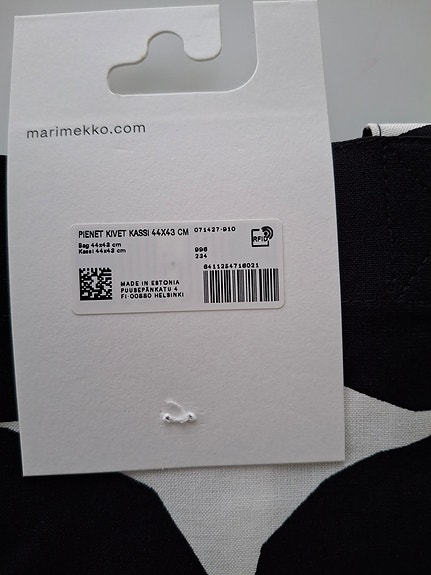 marimekko.com
PIENET KIVET KASSI 44X43 CM 071427-910
Bag 44x43 cm
Kassi 44x43 cm
RFID
996
234
6411254716021
MADE IN ESTONIA
PUUSEPÄNKATU 4
FI-00880 HELSINKI